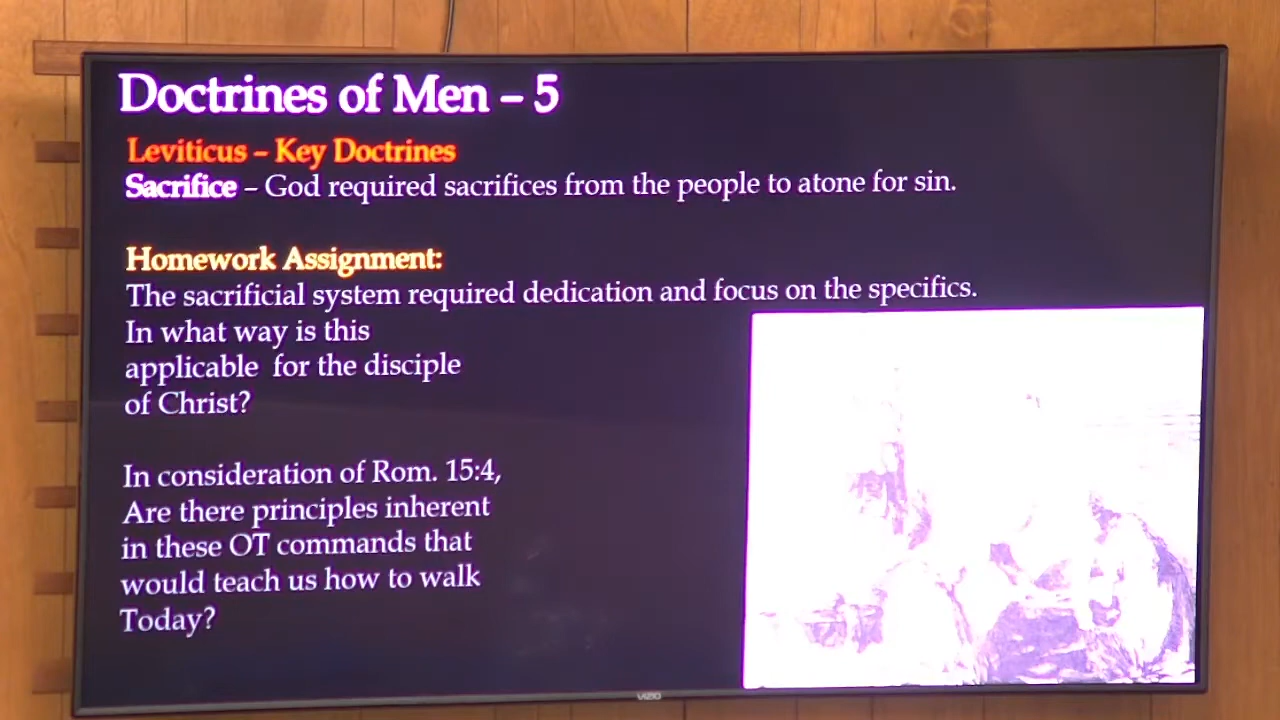 Doctrines of Men – 5
Leviticus – Key Doctrines
Sacrifice – God required sacrifices from the people to atone for sin.
Homework Assignment:
The sacrificial system required dedication and focus on the specifics.
In what way is this
applicable for the disciple
of Christ?
In consideration of Rom. 15:4,
Are there principles inherent
in these OT commands that
would teach us how to walk
Today?
VIZIO